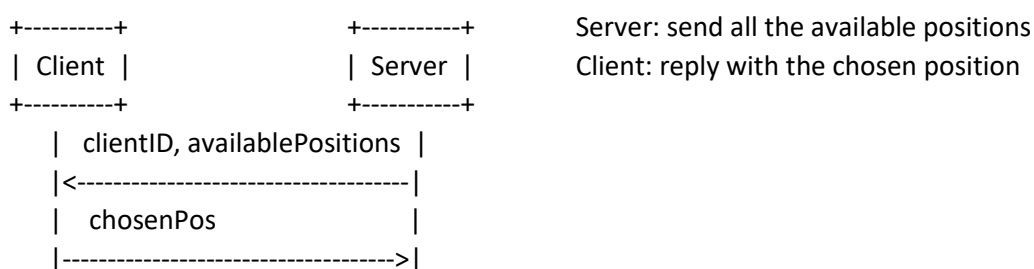 +----------+ +-----------+ Server: send all the available positions
| Client | | Server | Client: reply with the chosen position
+----------+ +-----------+
| clientID, availablePositions |
|<-------------------------------------|
| chosenPos |
|------------------------------------->|